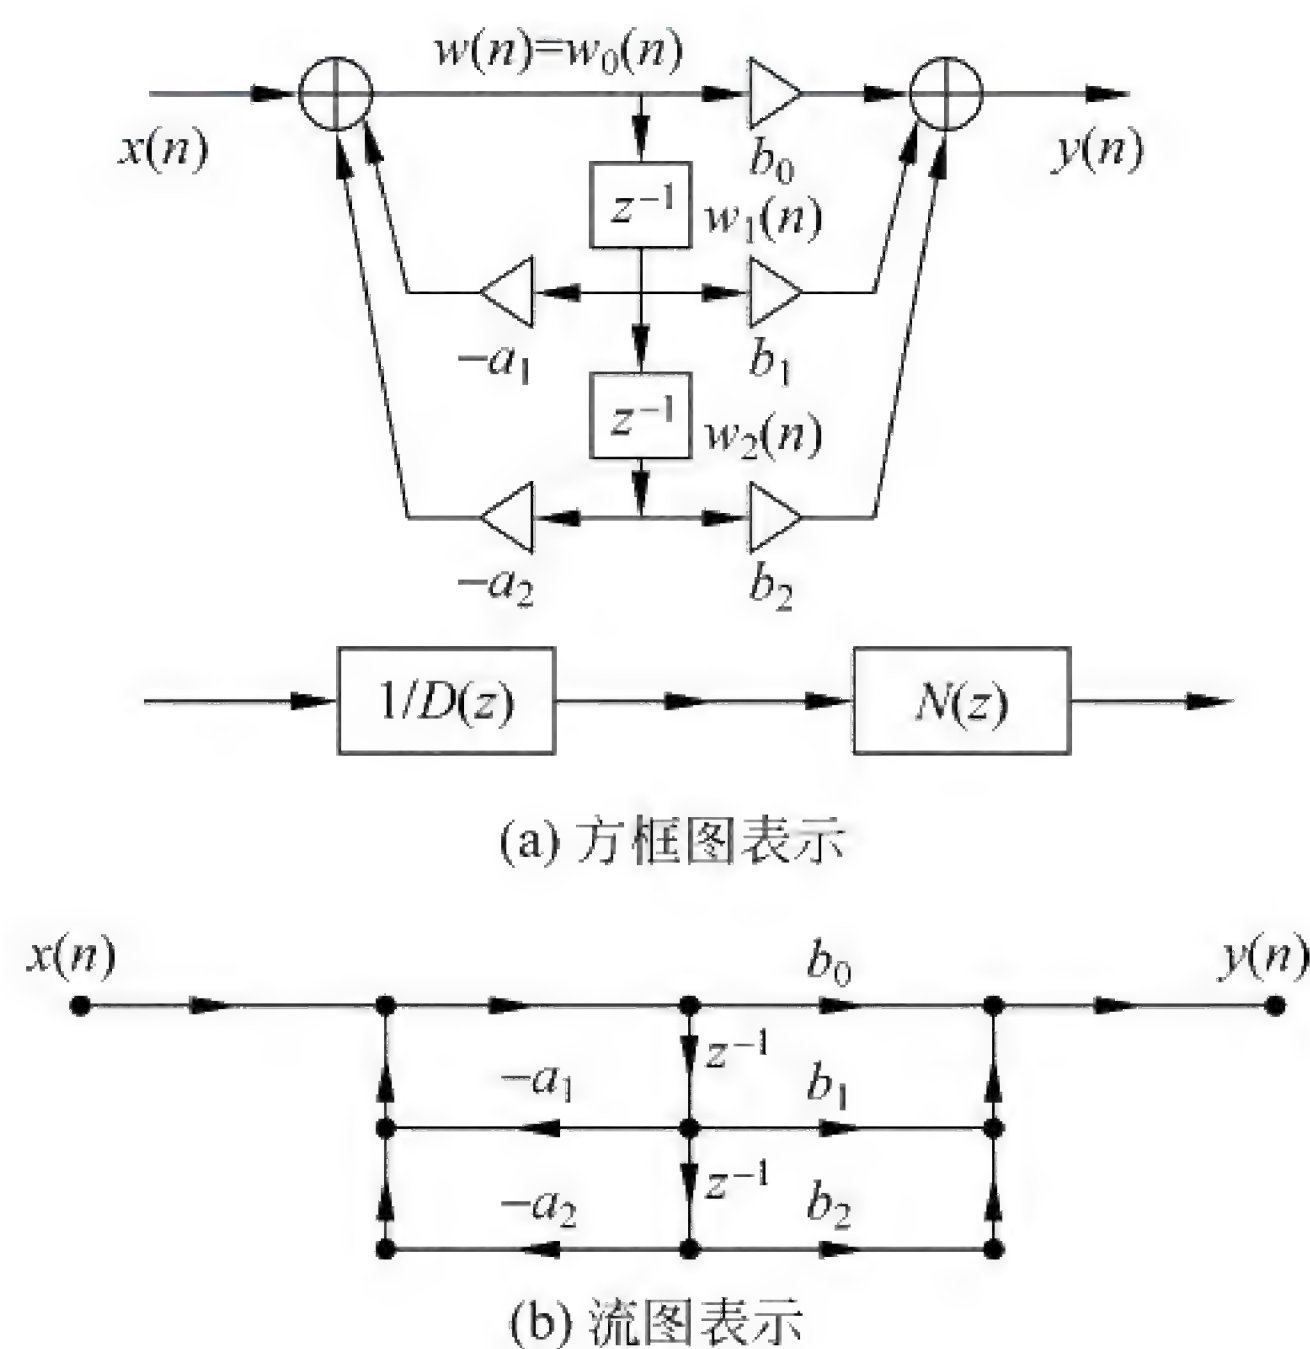 w(n)=w₀(n)
x(n)
b₀
y(n)
z⁻¹
w₁(n)
−a₁
b₁
z⁻¹
w₂(n)
−a₂
b₂
1/D(z)
N(z)
(a) 方框图表示
x(n)
b₀
y(n)
z⁻¹
−a₁
b₁
z⁻¹
−a₂
b₂
(b) 流图表示